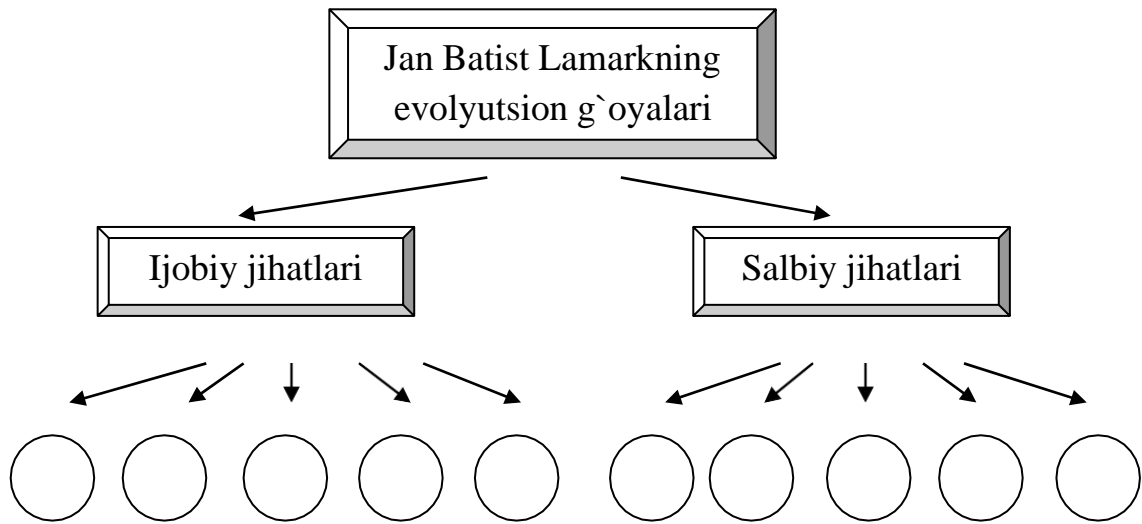 Jan Batist Lamarkning
evolyutsion g`oyalari
Ijobiy jihatlari
Salbiy jihatlari